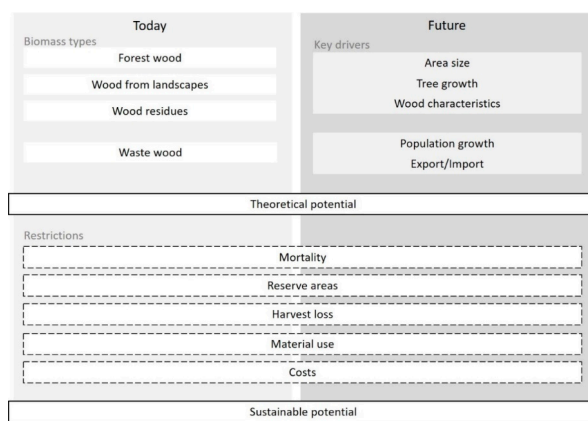 Today
Biomass types
Forest wood
Wood from landscapes
Wood residues
Waste wood
Future
Key drivers
Area size
Tree growth
Wood characteristics
Population growth
Export/Import
Theoretical potential
Restrictions
Mortality
Reserve areas
Harvest loss
Material use
Costs
Sustainable potential